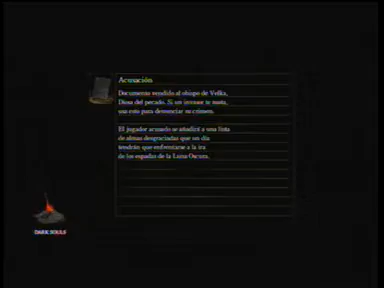 Acusación
Documento vendido al obispo de Velka,
Diosa del pecado. Si un invasor te mata,
usa esto para denunciar su crimen.
El jugador acusado se añadirá a una lista
de almas desgraciadas que un día
tendrán que enfrentarse a la ira
de los espadas de la Luna Oscura.
DARK SOULS